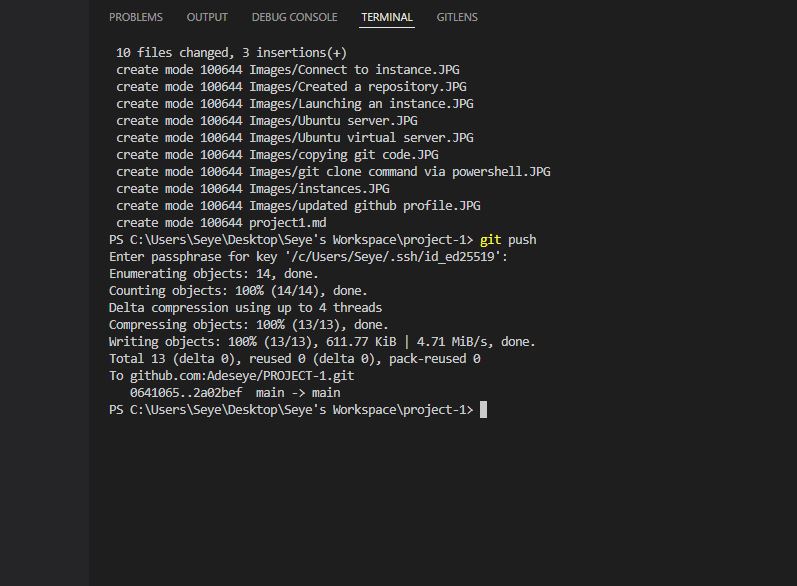 PROBLEMS OUTPUT DEBUG CONSOLE TERMINAL GITLENS
10 files changed, 3 insertions(+)
create mode 100644 Images/Connect to instance.JPG
create mode 100644 Images/Created a repository.JPG
create mode 100644 Images/Launching an instance.JPG
create mode 100644 Images/Ubuntu server.JPG
create mode 100644 Images/Ubuntu virtual server.JPG
create mode 100644 Images/copying git code.JPG
create mode 100644 Images/git clone command via powershell.JPG
create mode 100644 Images/instances.JPG
create mode 100644 Images/updated github profile.JPG
create mode 100644 project1.md
PS C:\Users\Seye\Desktop\Seye's Workspace\project-1> git push
Enter passphrase for key '/c/Users/Seye/.ssh/id_ed25519':
Enumerating objects: 14, done.
Counting objects: 100% (14/14), done.
Delta compression using up to 4 threads
Compressing objects: 100% (13/13), done.
Writing objects: 100% (13/13), 611.77 KiB | 4.71 MiB/s, done.
Total 13 (delta 0), reused 0 (delta 0), pack-reused 0
To github.com:Adeseye/PROJECT-1.git
0641065..2a02bef main -> main
PS C:\Users\Seye\Desktop\Seye's Workspace\project-1>